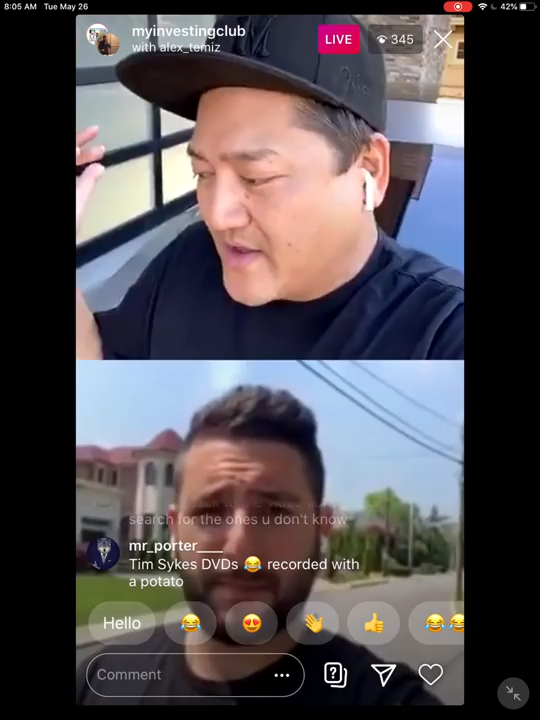 8:05 AM Tue May 26
42%
myinvestingclub
with alex_temiz
LIVE
345
search for the ones u don't know
mr_porter____
Tim Sykes DVDs 😂 recorded with
a potato
Hello 😂 😍 👋 👍 😂😂
Comment